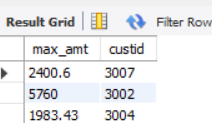 Result Grid Filter Row
max_amt custid
2400.6 3007
5760 3002
1983.43 3004